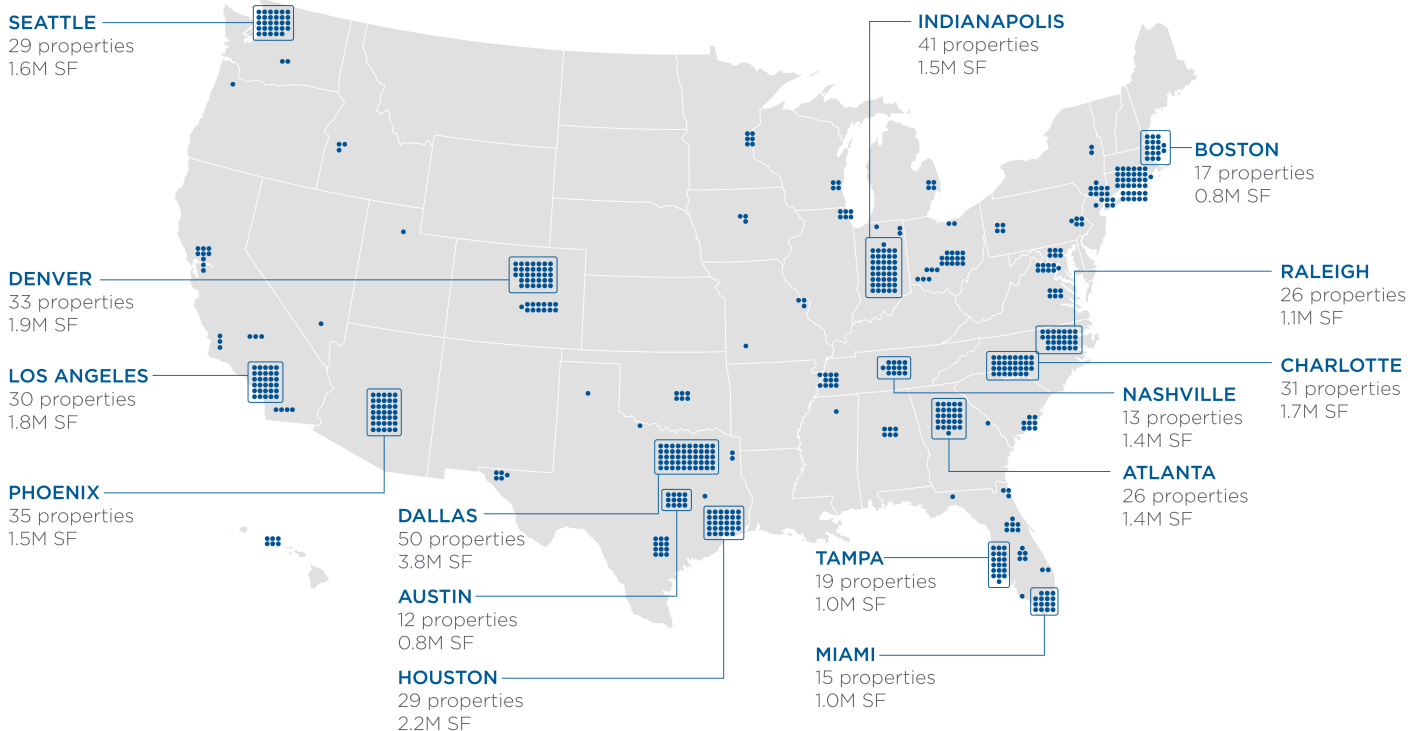 SEATTLE
29 properties
1.6M SF
INDIANAPOLIS
41 properties
1.5M SF
BOSTON
17 properties
0.8M SF
DENVER
33 properties
1.9M SF
RALEIGH
26 properties
1.1M SF
LOS ANGELES
30 properties
1.8M SF
CHARLOTTE
31 properties
1.7M SF
NASHVILLE
13 properties
1.4M SF
ATLANTA
26 properties
1.4M SF
PHOENIX
35 properties
1.5M SF
DALLAS
50 properties
3.8M SF
AUSTIN
12 properties
0.8M SF
HOUSTON
29 properties
2.2M SF
TAMPA
19 properties
1.0M SF
MIAMI
15 properties
1.0M SF